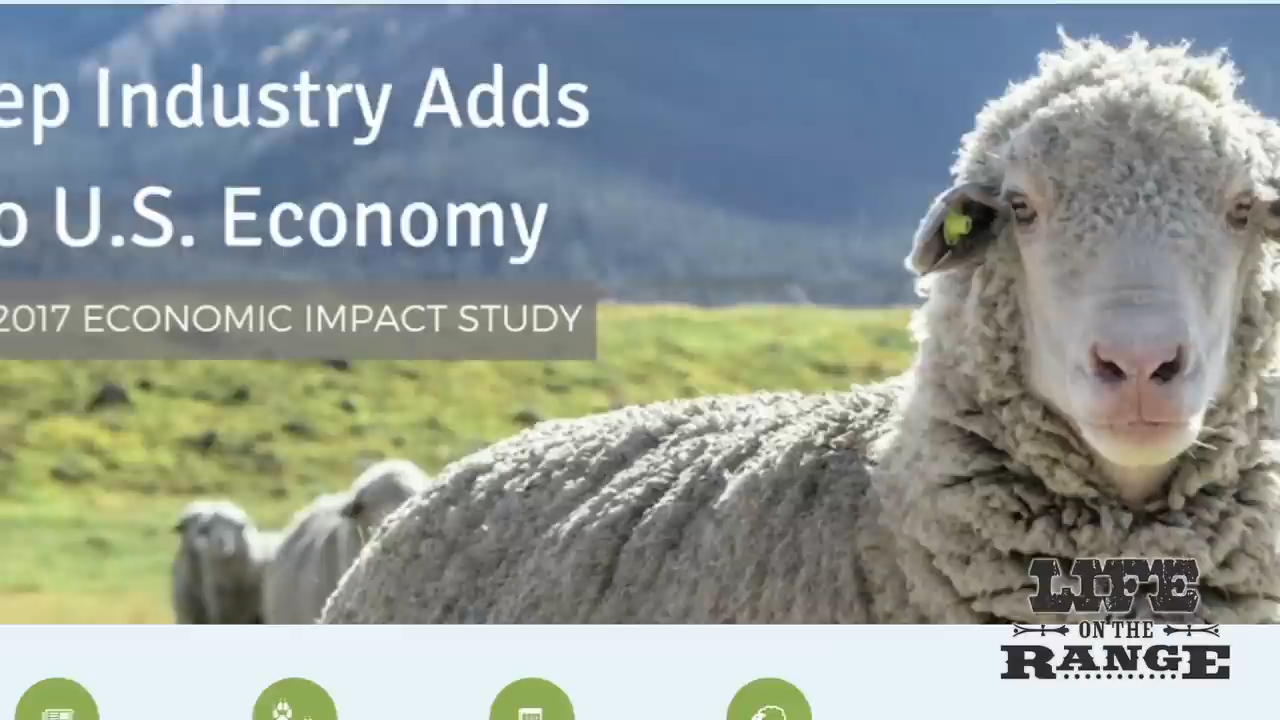 ep Industry Adds
o U.S. Economy
2017 ECONOMIC IMPACT STUDY
LIFE
ON THE
RANGE